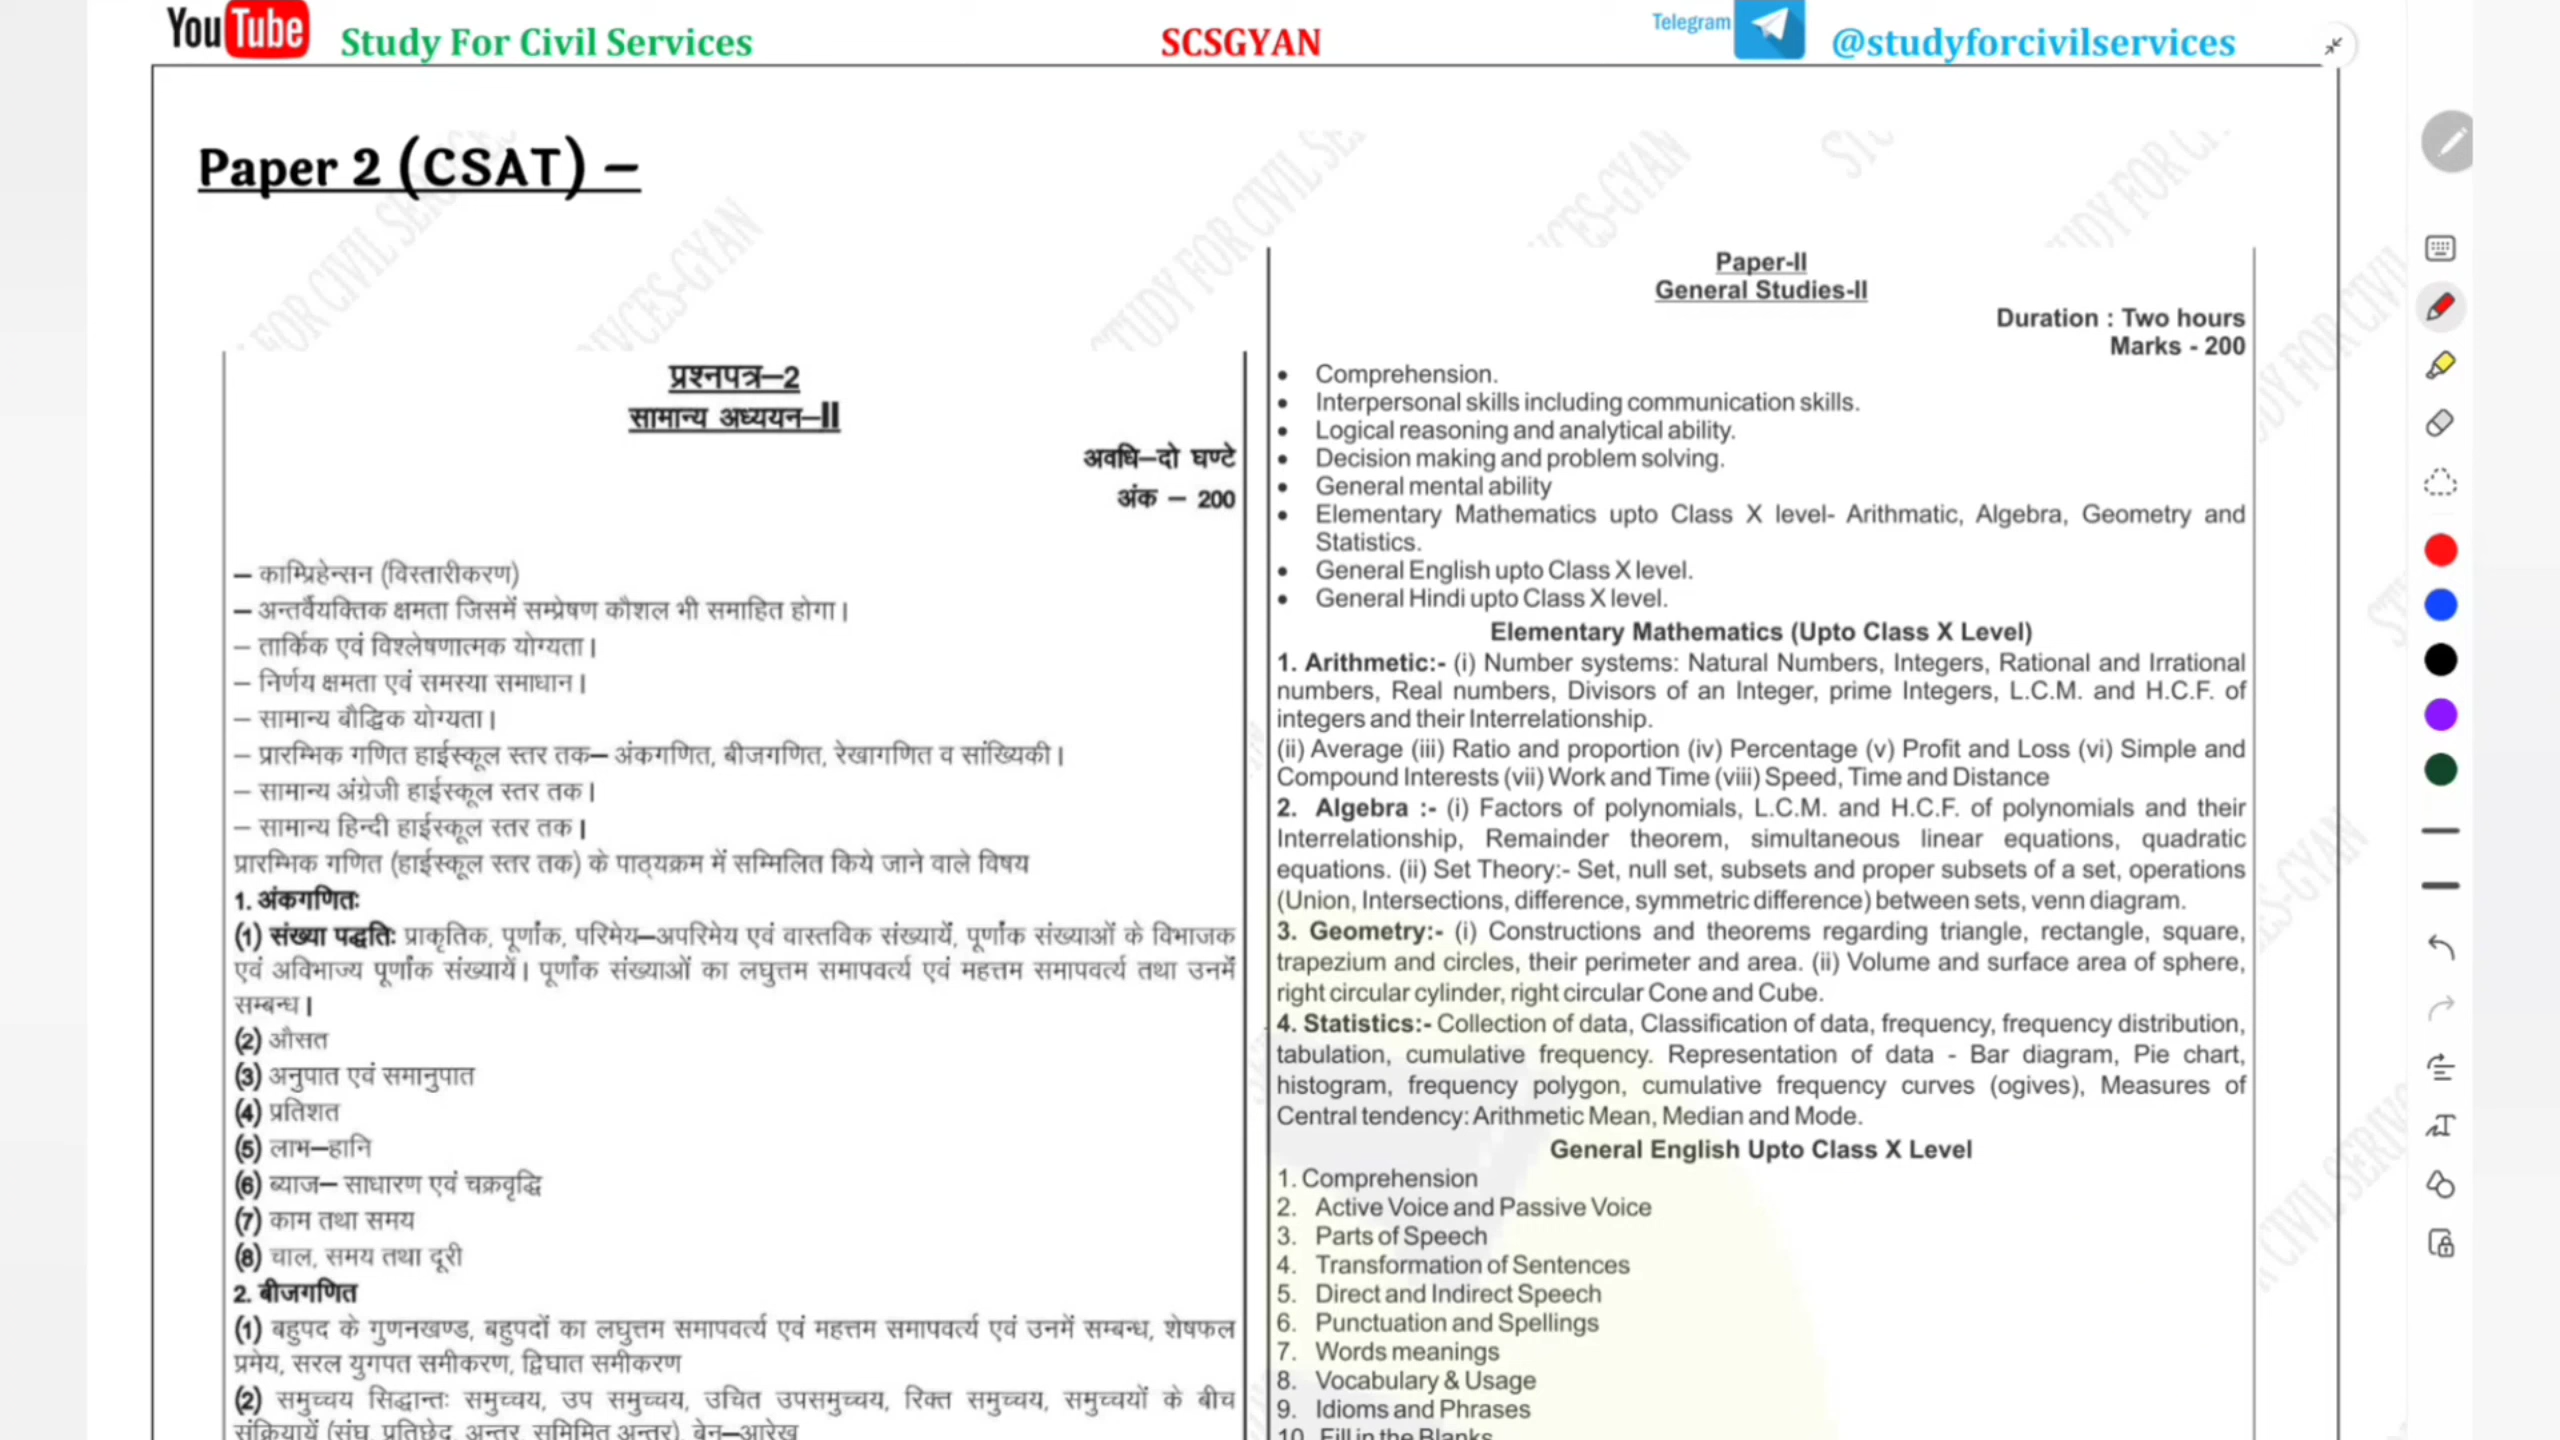 YouTube Study For Civil Services SCSGYAN Telegram @studyforcivilservices
Paper 2 (CSAT) –
प्रश्नपत्र–2
सामान्य अध्ययन–II
अवधि–दो घण्टे
अंक – 200
– काम्प्रिहेन्सन (विस्तारीकरण)
– अन्तर्वैयक्तिक क्षमता जिसमें सम्प्रेषण कौशल भी समाहित होगा।
– तार्किक एवं विश्लेषणात्मक योग्यता।
– निर्णय क्षमता एवं समस्या समाधान।
– सामान्य बौद्धिक योग्यता।
– प्रारम्भिक गणित हाईस्कूल स्तर तक– अंकगणित, बीजगणित, रेखागणित व सांख्यिकी।
– सामान्य अंग्रेजी हाईस्कूल स्तर तक।
– सामान्य हिन्दी हाईस्कूल स्तर तक।
प्रारम्भिक गणित (हाईस्कूल स्तर तक) के पाठ्यक्रम में सम्मिलित किये जाने वाले विषय
1. अंकगणितः
(1) संख्या पद्धतिः प्राकृतिक, पूर्णांक, परिमेय–अपरिमेय एवं वास्तविक संख्यायें, पूर्णांक संख्याओं के विभाजक
एवं अविभाज्य पूर्णांक संख्यायें। पूर्णांक संख्याओं का लघुत्तम समापवर्त्य एवं महत्तम समापवर्त्य तथा उनमें
सम्बन्ध।
(2) औसत
(3) अनुपात एवं समानुपात
(4) प्रतिशत
(5) लाभ–हानि
(6) ब्याज– साधारण एवं चक्रवृद्धि
(7) काम तथा समय
(8) चाल, समय तथा दूरी
2. बीजगणित
(1) बहुपद के गुणनखण्ड, बहुपदों का लघुत्तम समापवर्त्य एवं महत्तम समापवर्त्य एवं उनमें सम्बन्ध, शेषफल
प्रमेय, सरल युगपत समीकरण, द्विघात समीकरण
(2) समुच्चय सिद्धान्तः समुच्चय, उप समुच्चय, उचित उपसमुच्चय, रिक्त समुच्चय, समुच्चयों के बीच
संक्रियायें (संघ, प्रतिछेद, अन्तर, समिमित अन्तर), बेन–आरेख
Paper-II
General Studies-II
Duration : Two hours
Marks - 200
• Comprehension.
• Interpersonal skills including communication skills.
• Logical reasoning and analytical ability.
• Decision making and problem solving.
• General mental ability
• Elementary Mathematics upto Class X level- Arithmatic, Algebra, Geometry and
Statistics.
• General English upto Class X level.
• General Hindi upto Class X level.
Elementary Mathematics (Upto Class X Level)
1. Arithmetic:- (i) Number systems: Natural Numbers, Integers, Rational and Irrational
numbers, Real numbers, Divisors of an Integer, prime Integers, L.C.M. and H.C.F. of
integers and their Interrelationship.
(ii) Average (iii) Ratio and proportion (iv) Percentage (v) Profit and Loss (vi) Simple and
Compound Interests (vii) Work and Time (viii) Speed, Time and Distance
2. Algebra :- (i) Factors of polynomials, L.C.M. and H.C.F. of polynomials and their
Interrelationship, Remainder theorem, simultaneous linear equations, quadratic
equations. (ii) Set Theory:- Set, null set, subsets and proper subsets of a set, operations
(Union, Intersections, difference, symmetric difference) between sets, venn diagram.
3. Geometry:- (i) Constructions and theorems regarding triangle, rectangle, square,
trapezium and circles, their perimeter and area. (ii) Volume and surface area of sphere,
right circular cylinder, right circular Cone and Cube.
4. Statistics:- Collection of data, Classification of data, frequency, frequency distribution,
tabulation, cumulative frequency. Representation of data - Bar diagram, Pie chart,
histogram, frequency polygon, cumulative frequency curves (ogives), Measures of
Central tendency: Arithmetic Mean, Median and Mode.
General English Upto Class X Level
1. Comprehension
2. Active Voice and Passive Voice
3. Parts of Speech
4. Transformation of Sentences
5. Direct and Indirect Speech
6. Punctuation and Spellings
7. Words meanings
8. Vocabulary & Usage
9. Idioms and Phrases
10. Fill in the Blanks